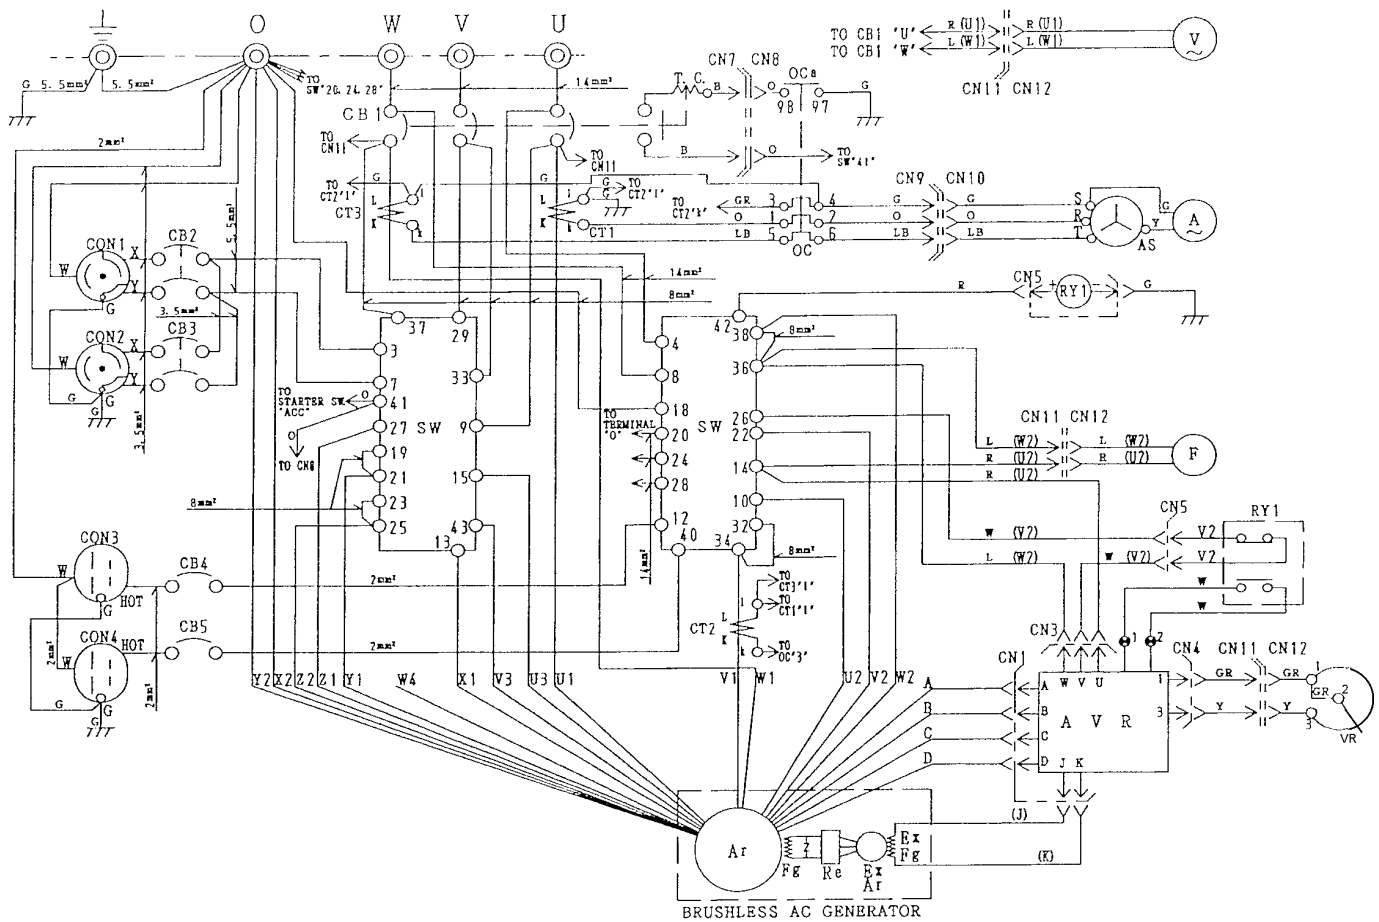 O W V U
TO CB1 'U' R (U1) R (U1)
TO CB1 'W' L (W1) L (W1)
V
CN11 CN12
G 5.5mm² 5.5mm²
TO SW"20. 24. 28"
14mm²
CB1
T. C. B CN7 CN8 O OCa 98 97 G
2mm²
TO CN11
TO CN11
B O TO SW"41"
TO CT2"1" G l L K k CT3
G l L K k CT1
TO CT2"1" G
TO CT2"k" GR 3 4 G CN9 CN10 G S
O 1 2 O O R
LB 5 6 LB LB T
OC
AS G Y A
5.5mm²
CON1 W X Y G CB2
3.5mm²
CON2 W X Y G G CB3
3.5mm²
14mm²
8mm²
R CN5 + RY1 - G
37 29
3
7 33
41
27 SW 9
19
21 15
23
25 43
13
TO STARTER SW. "ACC" O
O TO CN8
8mm²
42
4 38 8mm²
8 36
18 26
20 SW 22
24 14
28 10
12 32
40 34 8mm²
TO TERMINAL "O"
14mm²
CN11 CN12
L (W2) L (W2)
R (U2) R (U2)
R (U2)
F
W (V2) CN5 V2 RY1
L (W2) W (V2) V2
W
W
CON3 W HOT G CB4 2mm²
CON4 W HOT G G CB5 2mm²
2mm²
2mm²
TO CT3"1"
TO CT1"1"
CT2 L K l k
TO OC"3"
CN3 1 2
Y2 X2 Z2 Z1 Y1 W4 X1 V3 U3 U1 V1 W1 U2 V2 W2
CN1 CN4 CN11 CN12
A A W V U 1 GR GR 1
B B GR 2
C C A V R 3 Y Y 3
D D J K
VR
(J)
(K)
Ar Fg Z Re Ex Ar Ex Fg
BRUSHLESS AC GENERATOR